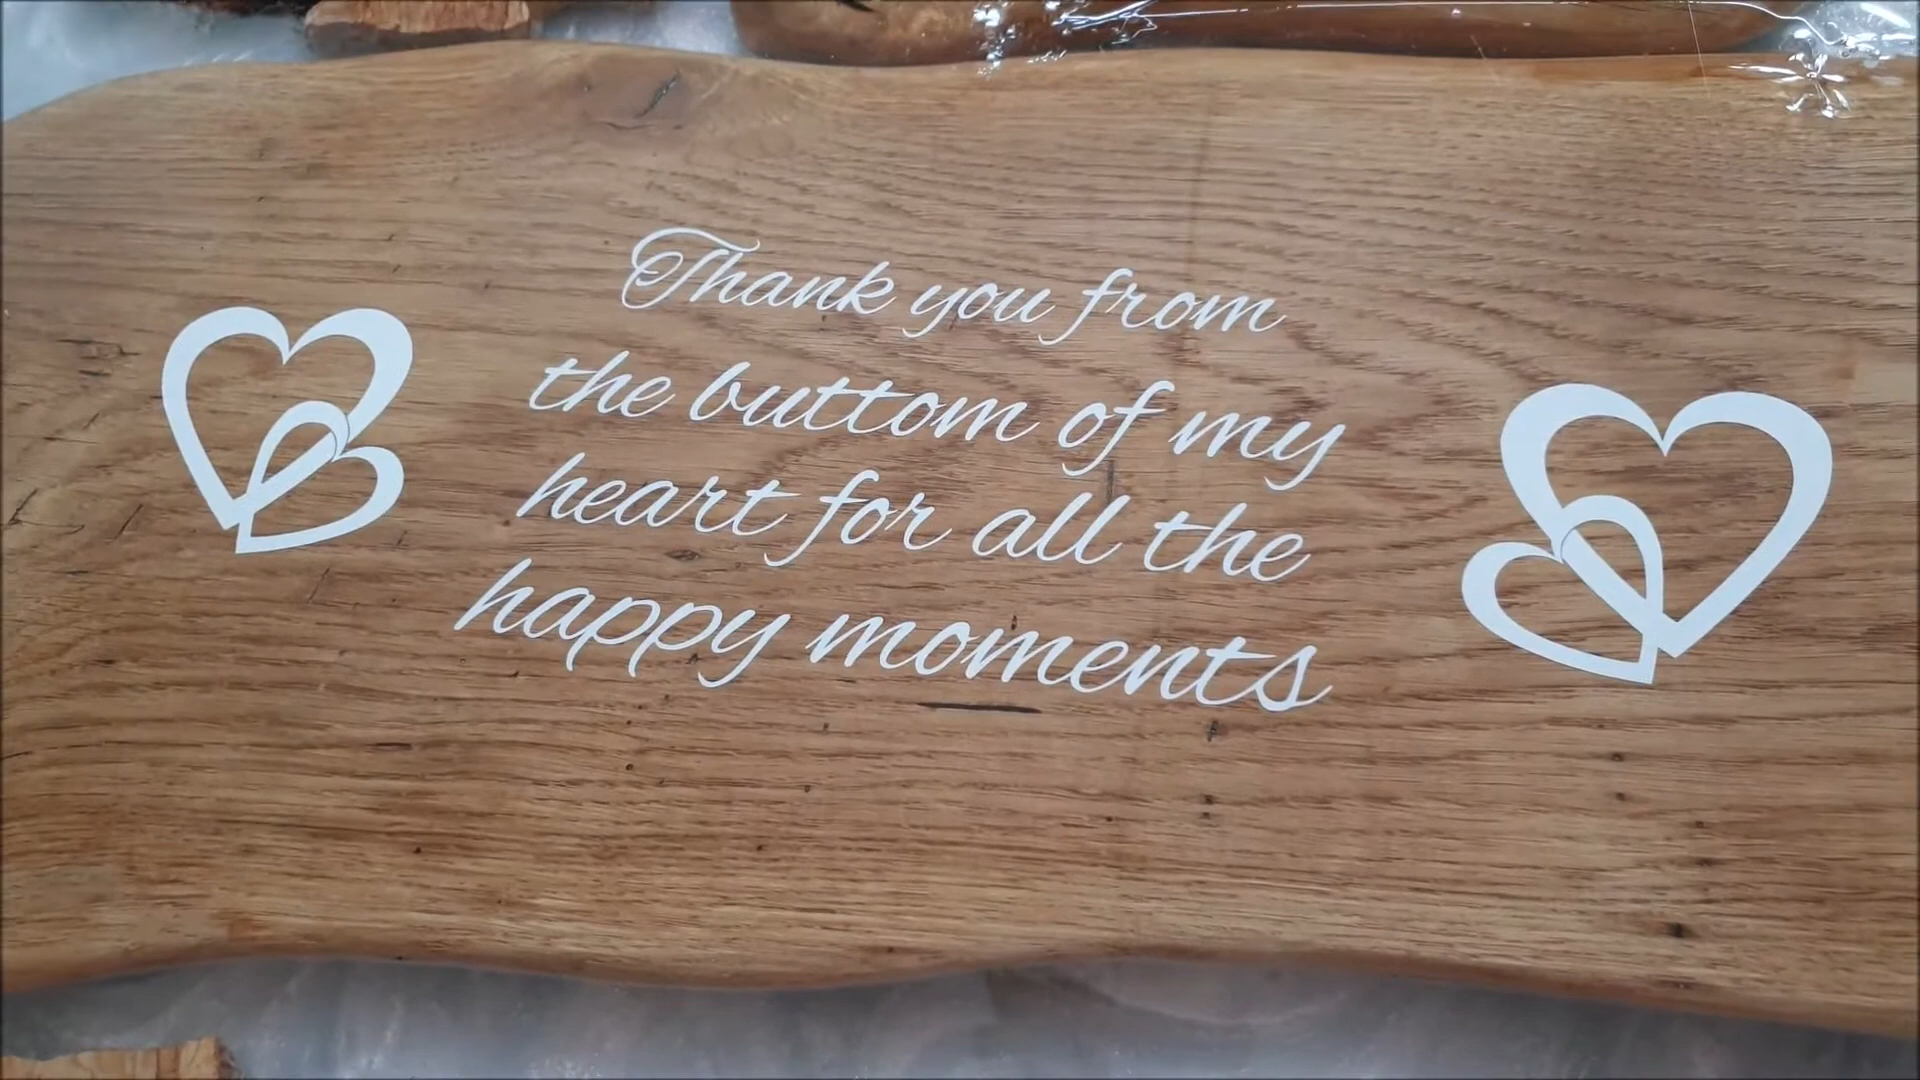 Thank you from
the buttom of my
heart for all the
happy moments